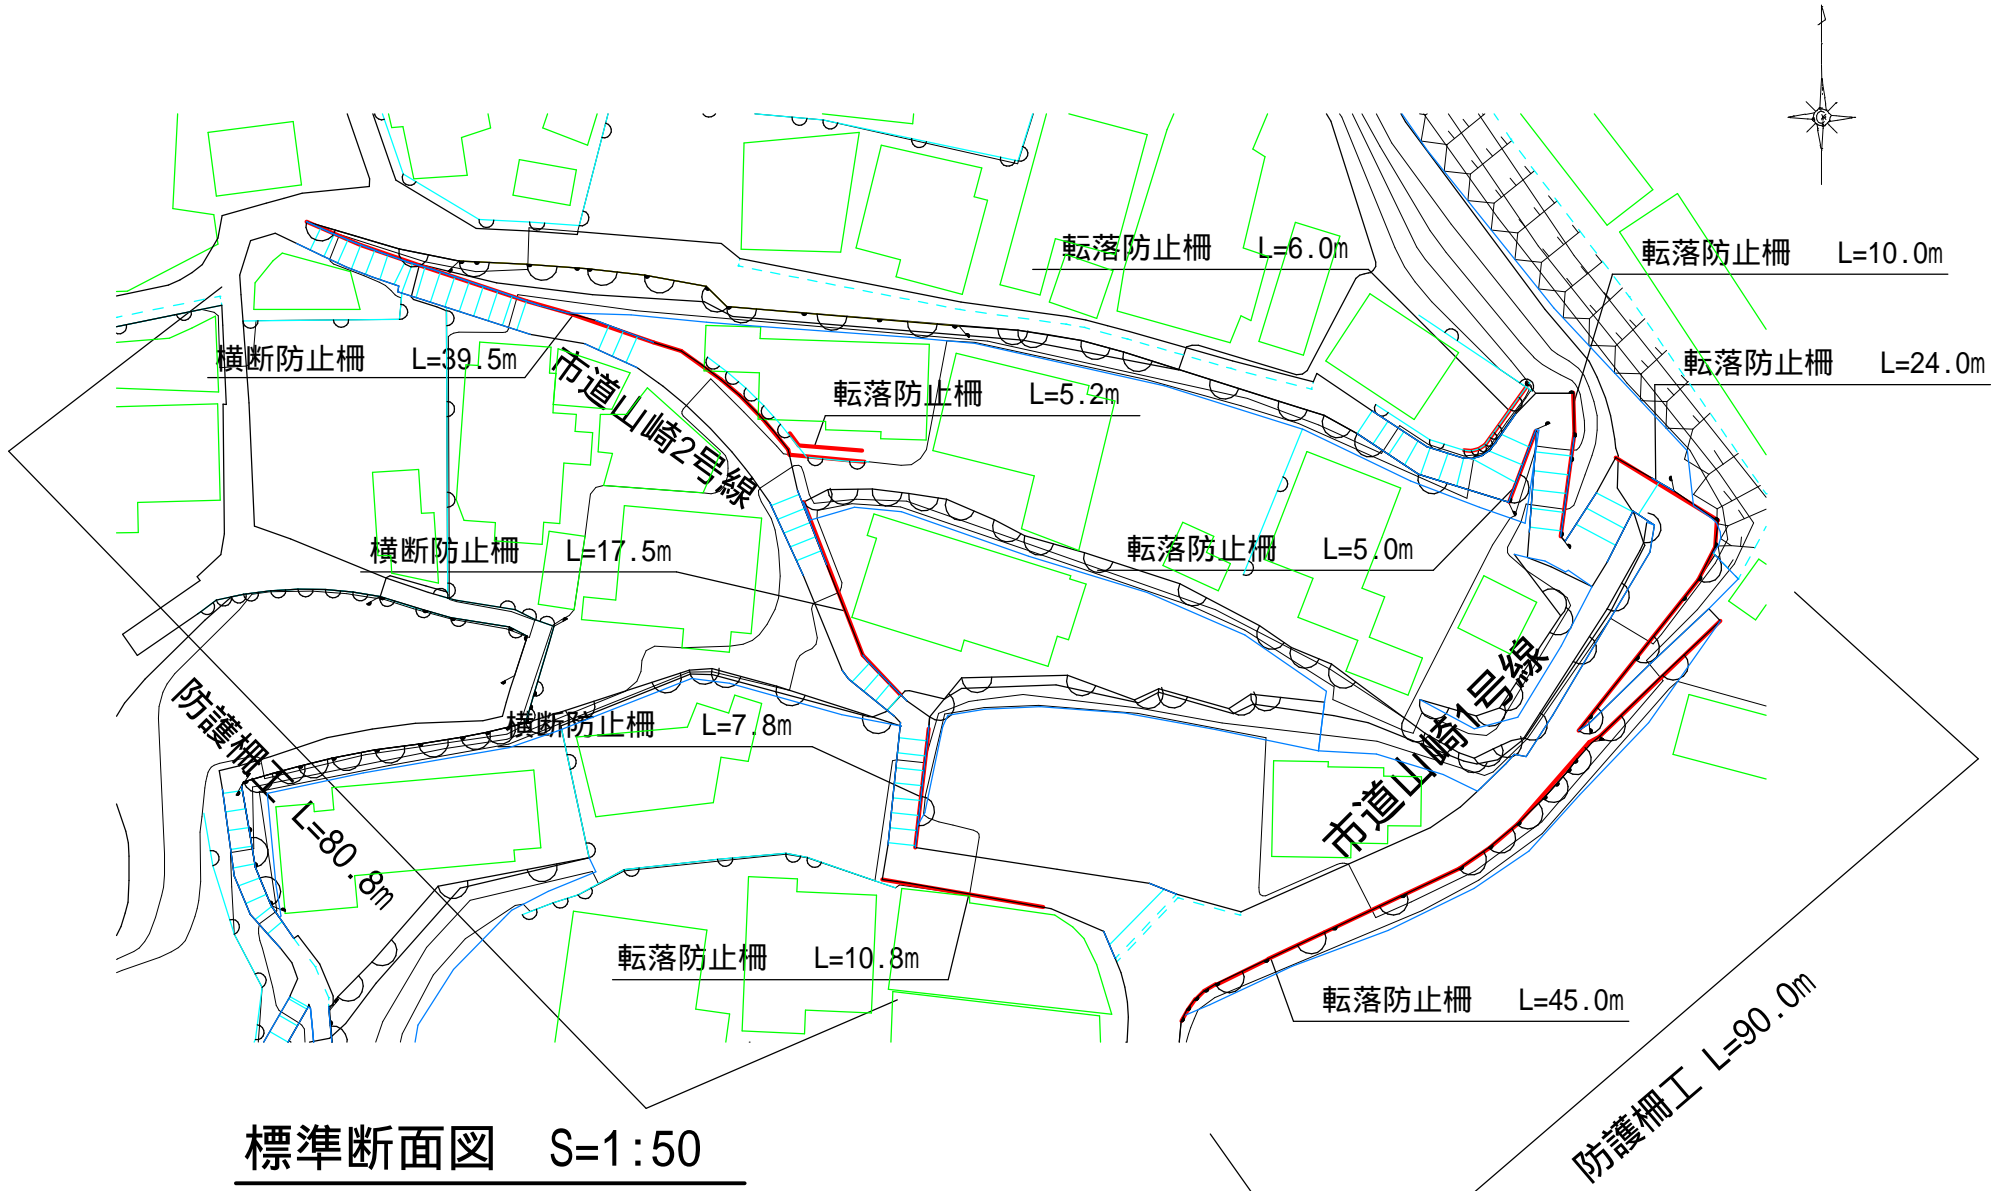 転落防止柵 L=6.0m
転落防止柵 L=10.0m
横断防止柵 L=39.5m
転落防止柵 L=24.0m
市道山崎2号線
転落防止柵 L=5.2m
横断防止柵 L=17.5m
転落防止柵 L=5.0m
防護柵工 L=80.8m
横断防止柵 L=7.8m
市道山崎1号線
転落防止柵 L=10.8m
転落防止柵 L=45.0m
防護柵工 L=90.0m
標準断面図 S=1:50